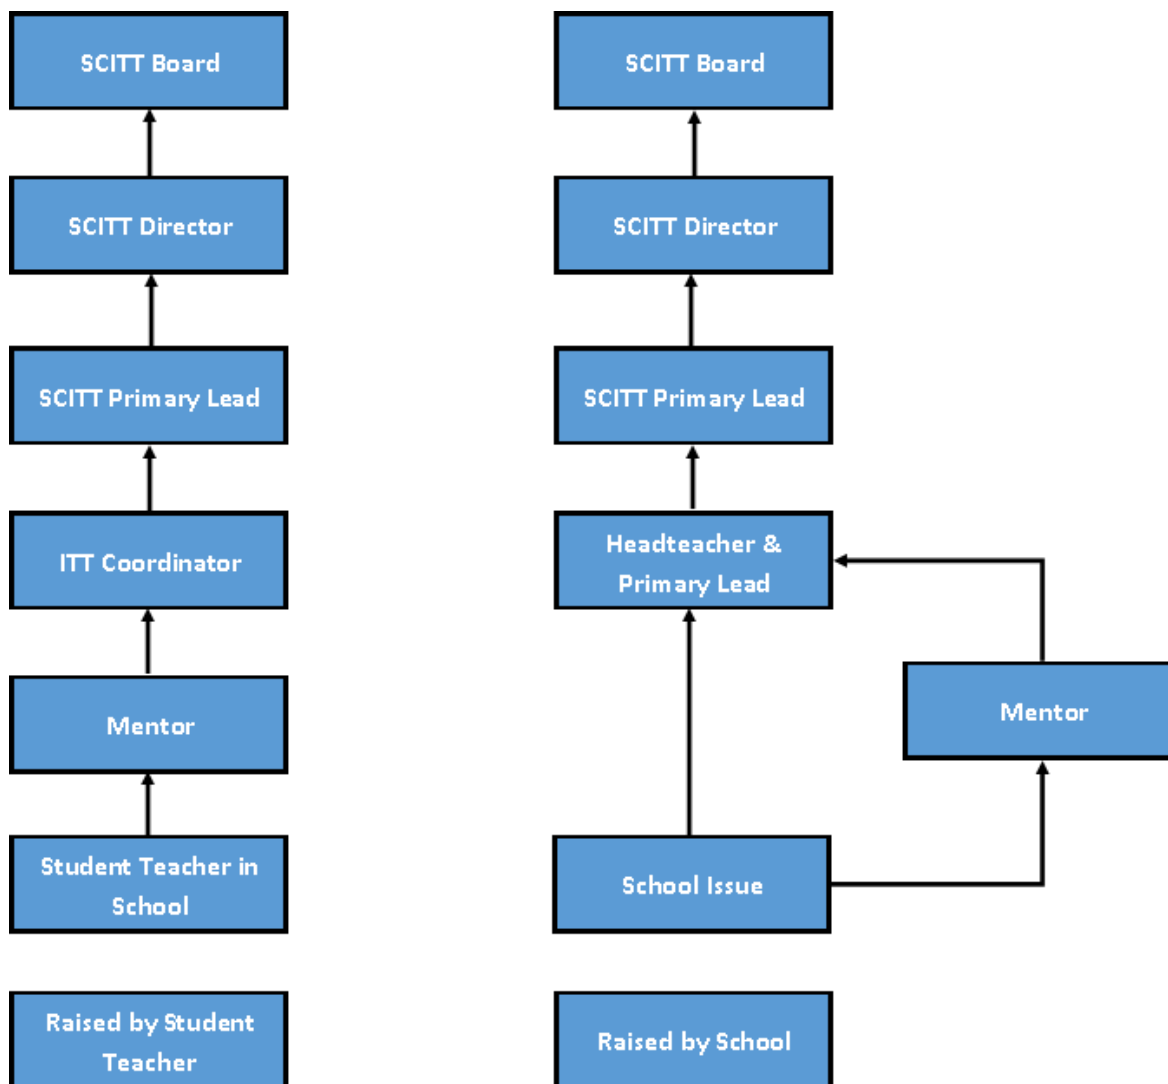 SCITT Board
SCITT Director
SCITT Primary Lead
ITT Coordinator
Mentor
Student Teacher in
School
Raised by Student
Teacher
SCITT Board
SCITT Director
SCITT Primary Lead
Headteacher &
Primary Lead
Mentor
School Issue
Raised by School